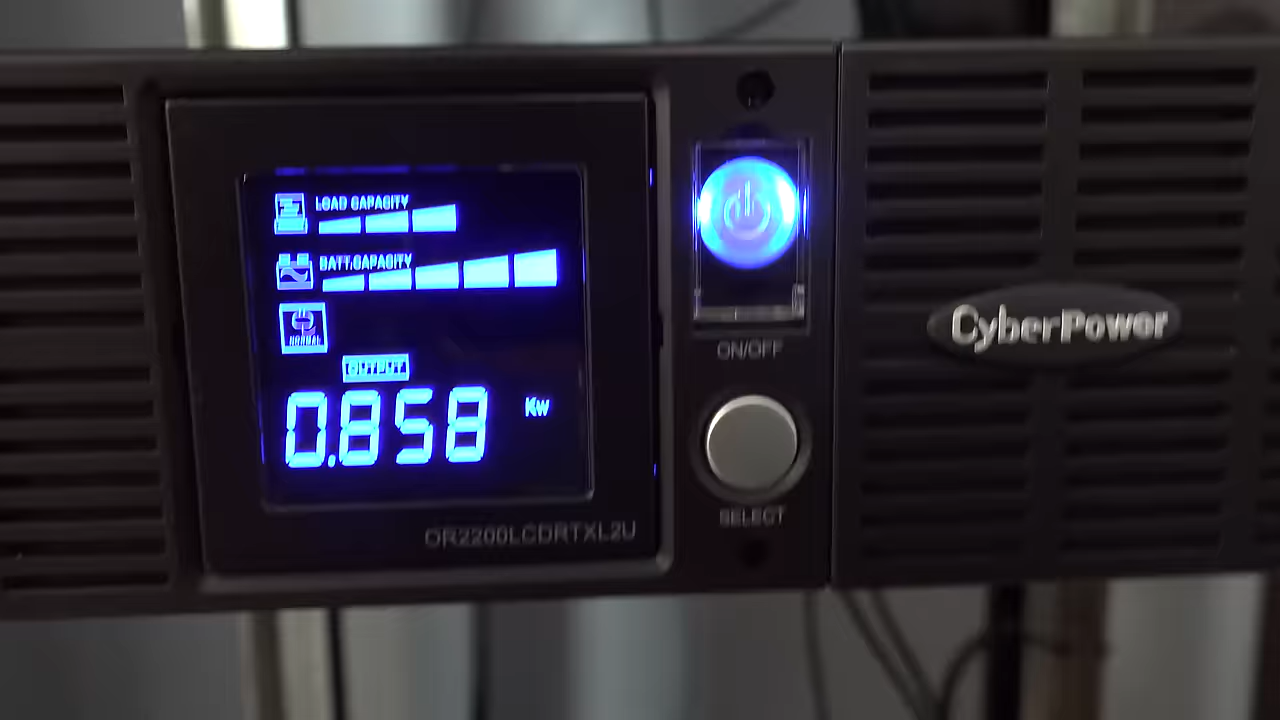 LOAD CAPACITY
BATT.CAPACITY
NORMAL
OUTPUT
0.858 Kw
OR2200LCDRTXL2U
ON/OFF
SELECT
CyberPower